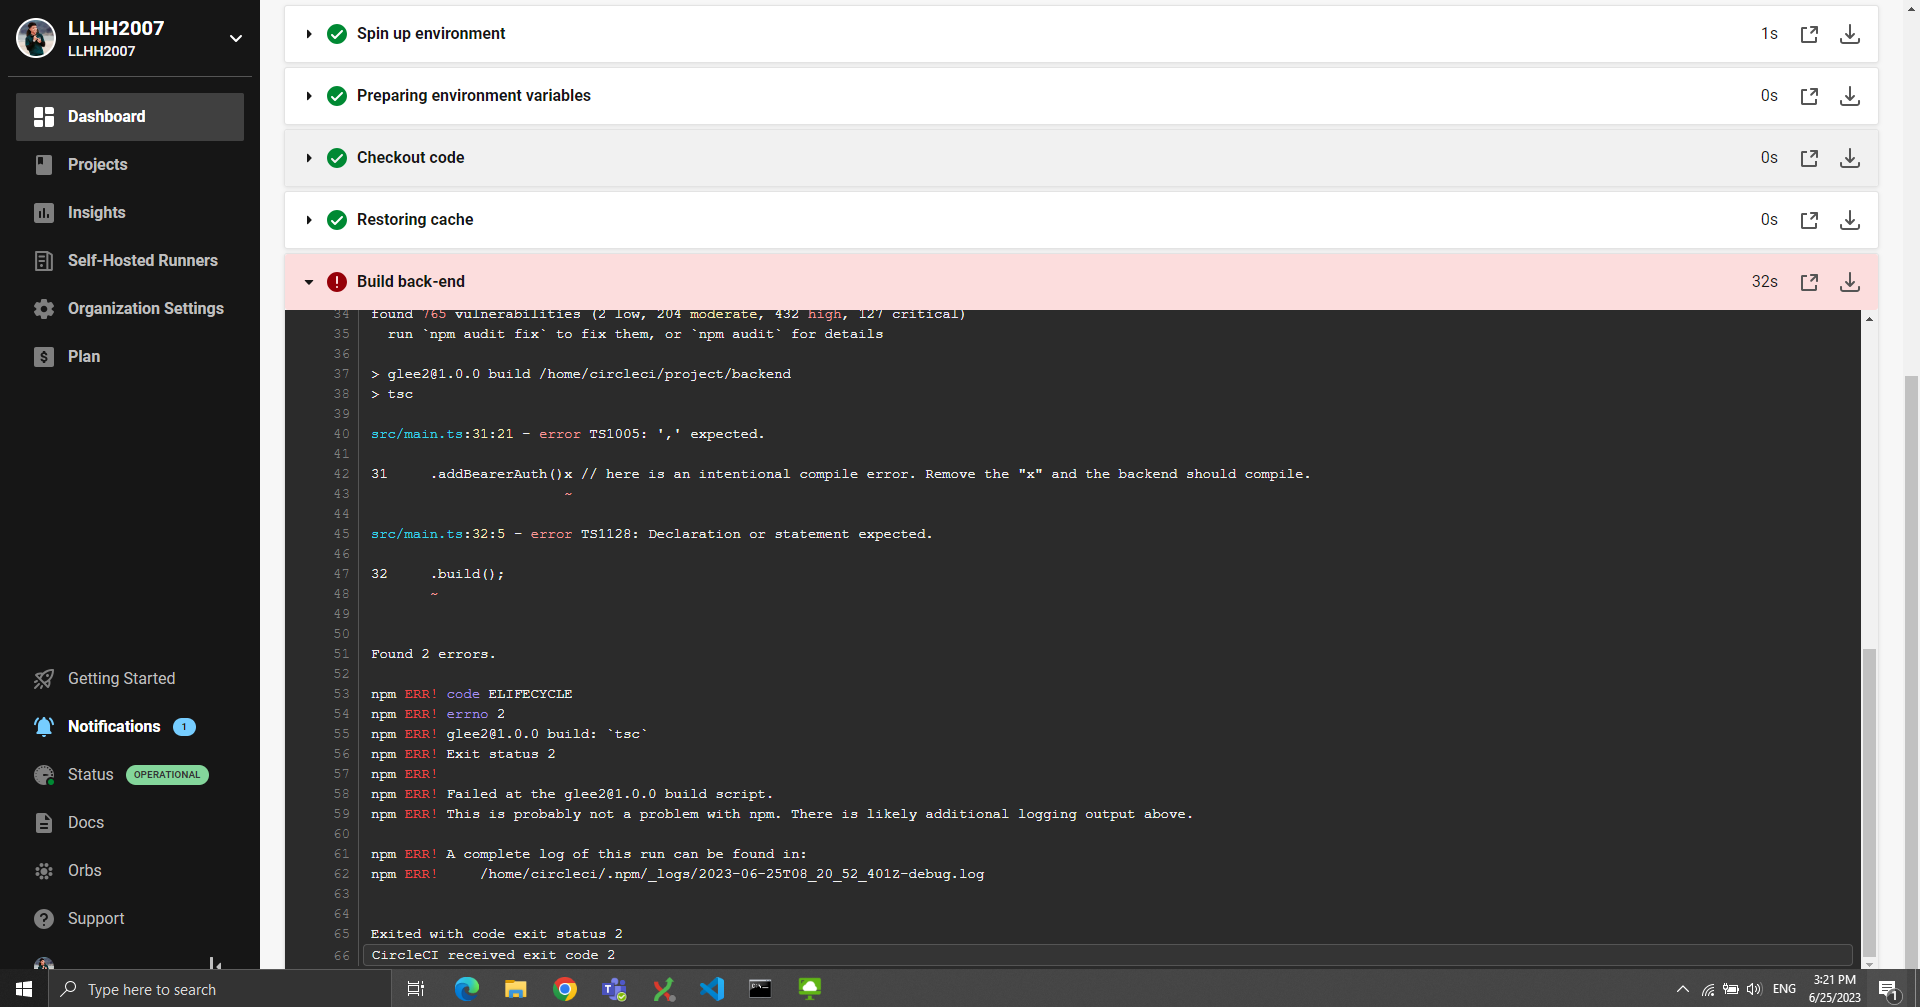 LLHH2007
LLHH2007
Dashboard
Projects
Insights
Self-Hosted Runners
Organization Settings
$ Plan
Getting Started
Notifications 1
Status OPERATIONAL
Docs
Orbs
? Support
Spin up environment 1s
Preparing environment variables 0s
Checkout code 0s
Restoring cache 0s
! Build back-end 32s
34 found 765 vulnerabilities (2 low, 204 moderate, 432 high, 127 critical)
35 run `npm audit fix` to fix them, or `npm audit` for details
36
37 > glee2@1.0.0 build /home/circleci/project/backend
38 > tsc
39
40 src/main.ts:31:21 - error TS1005: ',' expected.
41
42 31 .addBearerAuth()x // here is an intentional compile error. Remove the "x" and the backend should compile.
43 ~
44
45 src/main.ts:32:5 - error TS1128: Declaration or statement expected.
46
47 32 .build();
48 ~
49
50
51 Found 2 errors.
52
53 npm ERR! code ELIFECYCLE
54 npm ERR! errno 2
55 npm ERR! glee2@1.0.0 build: `tsc`
56 npm ERR! Exit status 2
57 npm ERR!
58 npm ERR! Failed at the glee2@1.0.0 build script.
59 npm ERR! This is probably not a problem with npm. There is likely additional logging output above.
60
61 npm ERR! A complete log of this run can be found in:
62 npm ERR! /home/circleci/.npm/_logs/2023-06-25T08_20_52_401Z-debug.log
63
64
65 Exited with code exit status 2
66 CircleCI received exit code 2
Type here to search
ENG
3:21 PM
6/25/2023
1